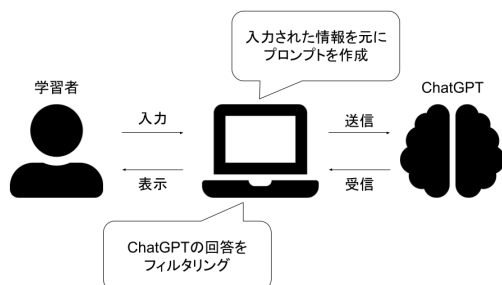 入力された情報を元に
プロンプトを作成
学習者
ChatGPT
入力
送信
表示
受信
ChatGPTの回答を
フィルタリング